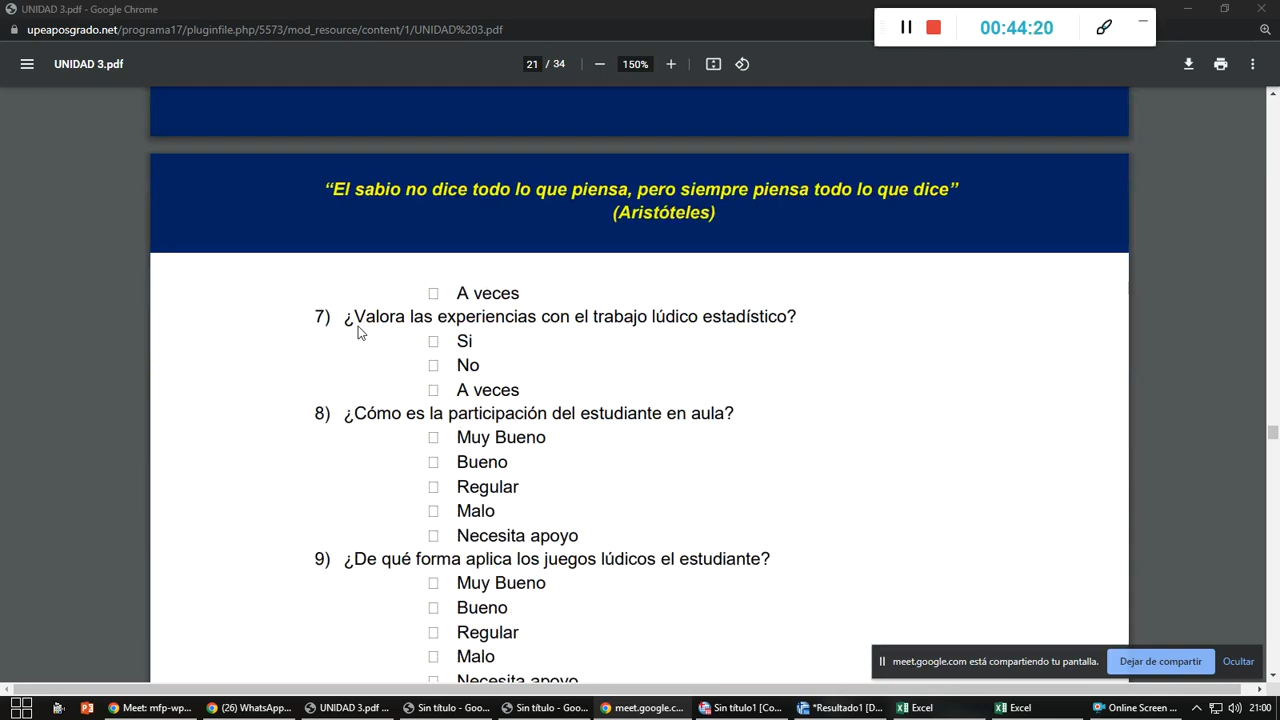 UNIDAD 3.pdf - Google Chrome
upeaposgrado.net/programa17/pluginfile.php/5573/mod_resource/content/1/UNIDAD%203.pdf
00:44:20
UNIDAD 3.pdf
21 / 34
150%
“El sabio no dice todo lo que piensa, pero siempre piensa todo lo que dice”
(Aristóteles)
A veces
7) ¿Valora las experiencias con el trabajo lúdico estadístico?
Si
No
A veces
8) ¿Cómo es la participación del estudiante en aula?
Muy Bueno
Bueno
Regular
Malo
Necesita apoyo
9) ¿De qué forma aplica los juegos lúdicos el estudiante?
Muy Bueno
Bueno
Regular
Malo
Necesita apoyo
meet.google.com está compartiendo tu pantalla.
Dejar de compartir
Ocultar
Meet: mfp-wp...
(26) WhatsApp...
UNIDAD 3.pdf ...
Sin título - Goo...
Sin título - Goo...
meet.google.c...
Sin título1 [Co...
*Resultado1 [D...
Excel
Excel
Online Screen ...
21:00